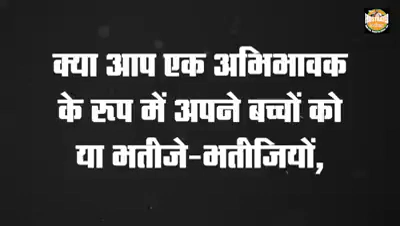 क्या आप एक अभिभावक
के रूप में अपने बच्चों को
या भतीजे-भतीजियों,